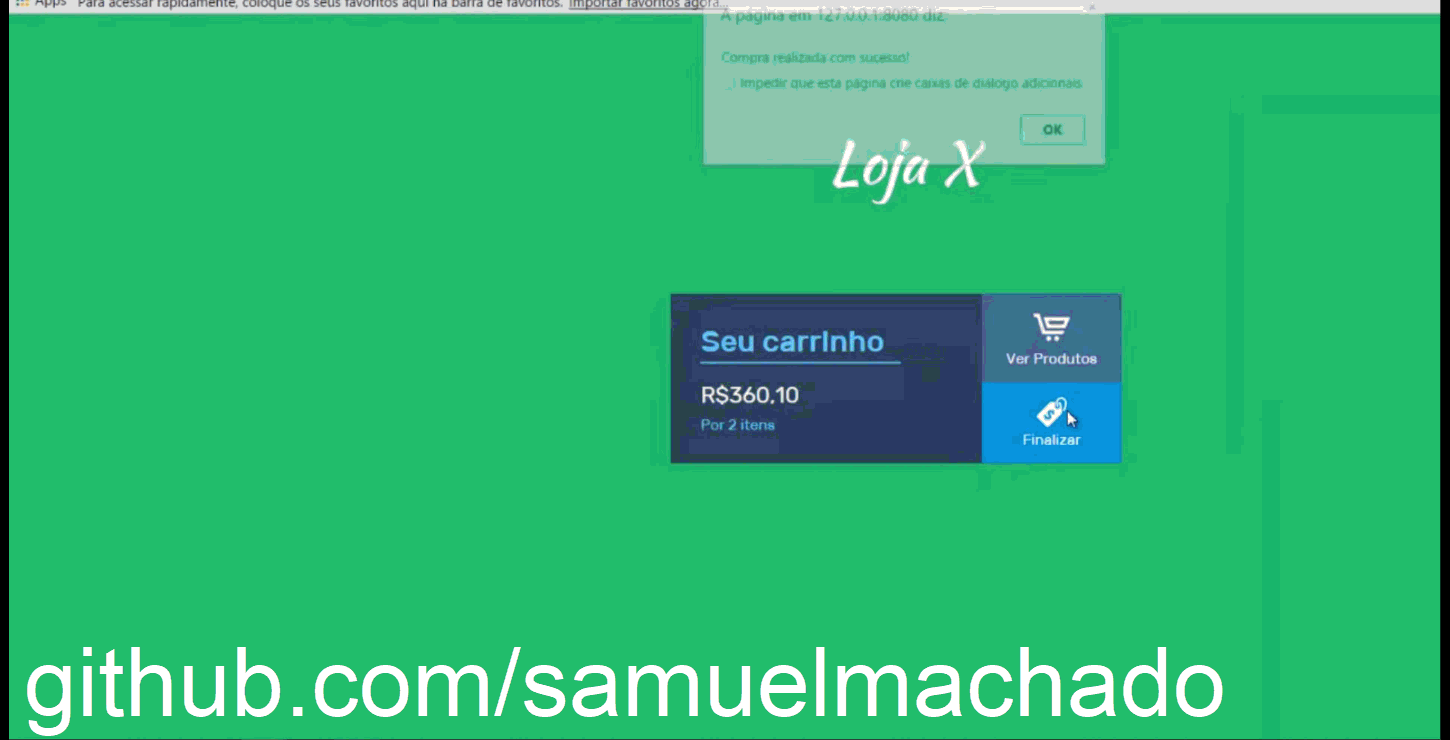 Apps Para acessar rapidamente, coloque os seus favoritos aqui na barra de favoritos. Importar favoritos agora...
A página em 127.0.0.1:8080 diz:
Compra realizada com sucesso!
Impedir que esta página crie caixas de diálogo adicionais
OK
Loja X
Seu carrinho
R$360,10
Por 2 itens
Ver Produtos
Finalizar
github.com/samuelmachado